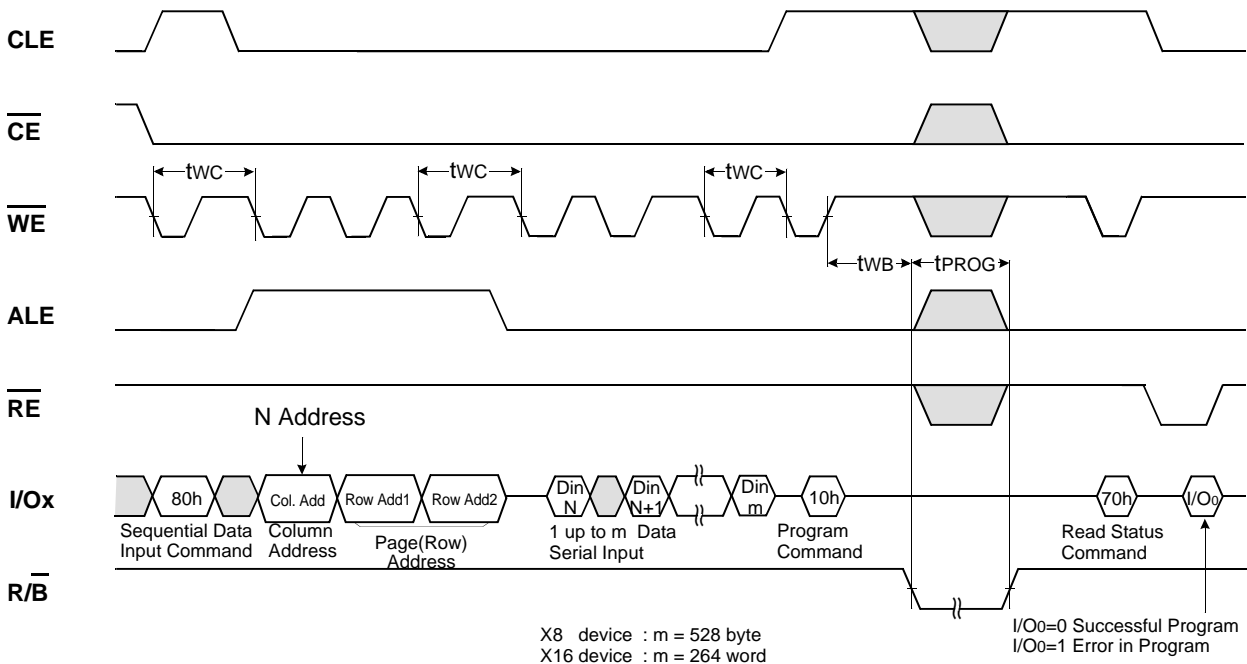 CLE
CE
tWC
tWC
tWC
WE
tWB
tPROG
ALE
RE
N Address
I/Ox
80h
Col. Add
Row Add1
Row Add2
Din
N
Din
N+1
Din
m
10h
70h
I/O0
Sequential Data
Input Command
Column
Address
Page(Row)
Address
1 up to m Data
Serial Input
Program
Command
Read Status
Command
R/B
X8 device : m = 528 byte
X16 device : m = 264 word
I/O0=0 Successful Program
I/O0=1 Error in Program